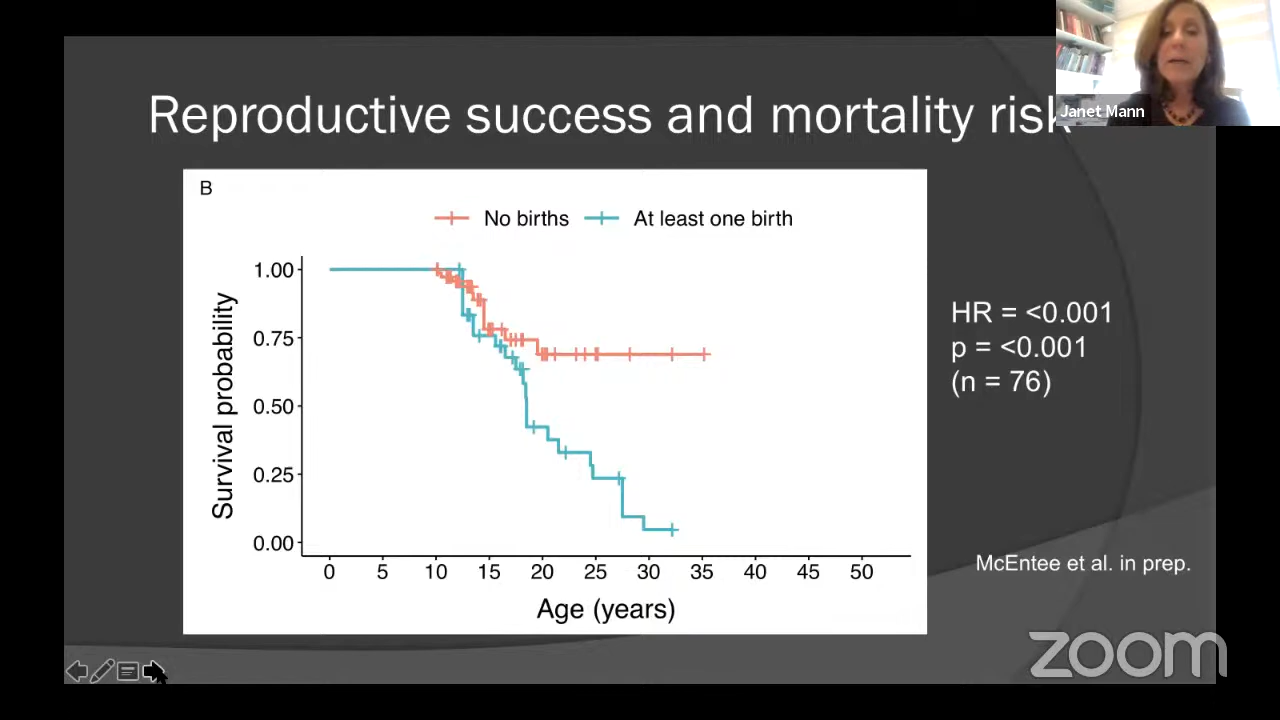 Reproductive success and mortality risk
Janet Mann
B
No births
At least one birth
Survival probability
1.00
0.75
0.50
0.25
0.00
0 5 10 15 20 25 30 35 40 45 50
Age (years)
HR = <0.001
p = <0.001
(n = 76)
McEntee et al. in prep.
zoom